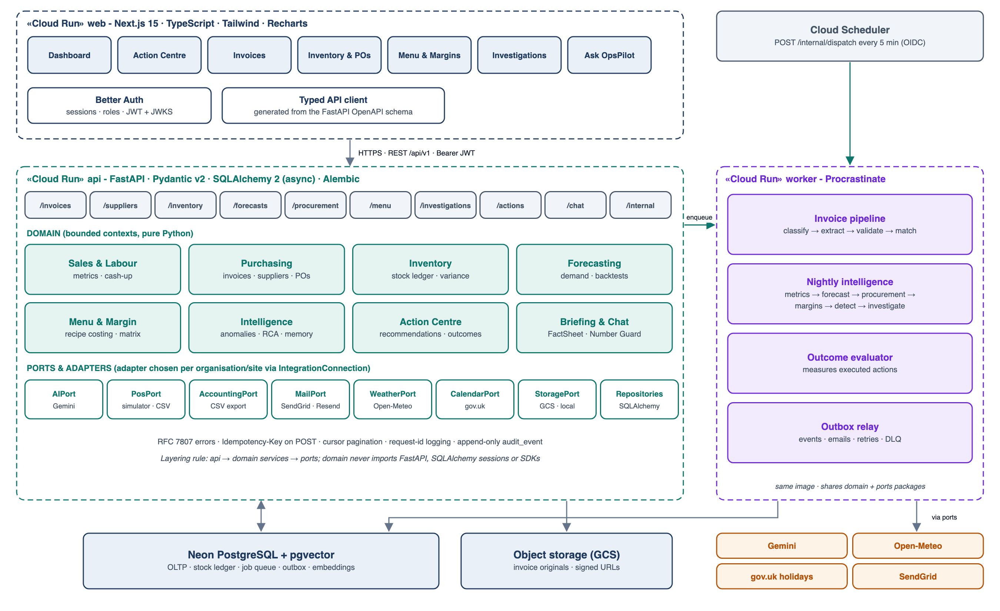 «Cloud Run» web - Next.js 15 · TypeScript · Tailwind · Recharts
Dashboard
Action Centre
Invoices
Inventory & POs
Menu & Margins
Investigations
Ask OpsPilot
Better Auth
sessions · roles · JWT + JWKS
Typed API client
generated from the FastAPI OpenAPI schema
Cloud Scheduler
POST /internal/dispatch every 5 min (OIDC)
HTTPS · REST /api/v1 · Bearer JWT
«Cloud Run» api - FastAPI · Pydantic v2 · SQLAlchemy 2 (async) · Alembic
/invoices
/suppliers
/inventory
/forecasts
/procurement
/menu
/investigations
/actions
/chat
/internal
DOMAIN (bounded contexts, pure Python)
Sales & Labour
metrics · cash-up
Purchasing
invoices · suppliers · POs
Inventory
stock ledger · variance
Forecasting
demand · backtests
Menu & Margin
recipe costing · matrix
Intelligence
anomalies · RCA · memory
Action Centre
recommendations · outcomes
Briefing & Chat
FactSheet · Number Guard
PORTS & ADAPTERS (adapter chosen per organisation/site via IntegrationConnection)
AIPort
Gemini
PosPort
simulator · CSV
AccountingPort
CSV export
MailPort
SendGrid · Resend
WeatherPort
Open-Meteo
CalendarPort
gov.uk
StoragePort
GCS · local
Repositories
SQLAlchemy
RFC 7807 errors · Idempotency-Key on POST · cursor pagination · request-id logging · append-only audit_event
Layering rule: api → domain services → ports; domain never imports FastAPI, SQLAlchemy sessions or SDKs
enqueue
«Cloud Run» worker - Procrastinate
Invoice pipeline
classify → extract → validate → match
Nightly intelligence
metrics → forecast → procurement →
margins → detect → investigate
Outcome evaluator
measures executed actions
Outbox relay
events · emails · retries · DLQ
same image · shares domain + ports packages
via ports
Neon PostgreSQL + pgvector
OLTP · stock ledger · job queue · outbox · embeddings
Object storage (GCS)
invoice originals · signed URLs
Gemini
Open-Meteo
gov.uk holidays
SendGrid